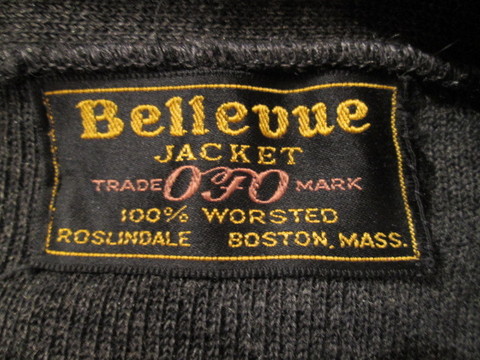 Bellevue
JACKET
TRADE OFO MARK
100% WORSTED
ROSLINDALE BOSTON, MASS.